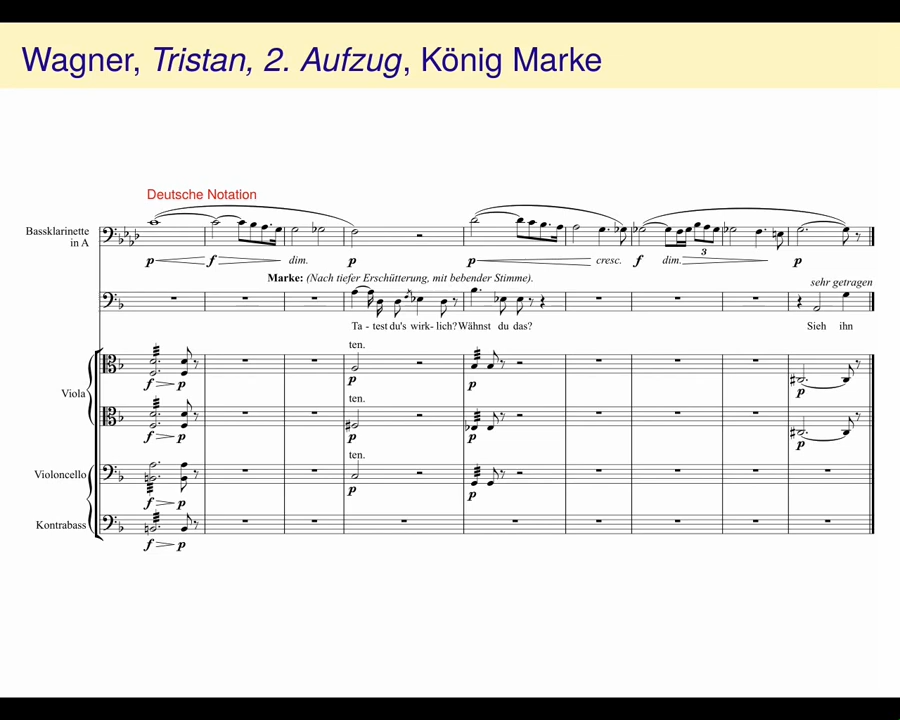 Wagner, Tristan, 2. Aufzug, König Marke
Deutsche Notation
Bassklarinette
in A
p f dim. p p cresc. f dim. 3 p
Marke: (Nach tiefer Erschütterung, mit bebender Stimme).
sehr getragen
Ta - test du's wirk - lich? Wähnst du das? Sieh ihn
ten.
Viola
f p p p p
ten.
f p p p p
ten.
Violoncello
f p p p
Kontrabass
f p